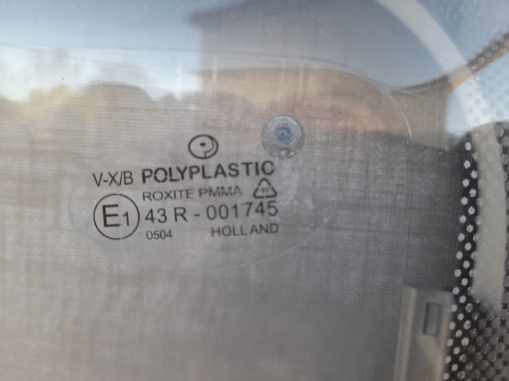 V-X/B POLYPLASTIC
ROXITE PMMA
E1 43 R - 001745
0504 HOLLAND